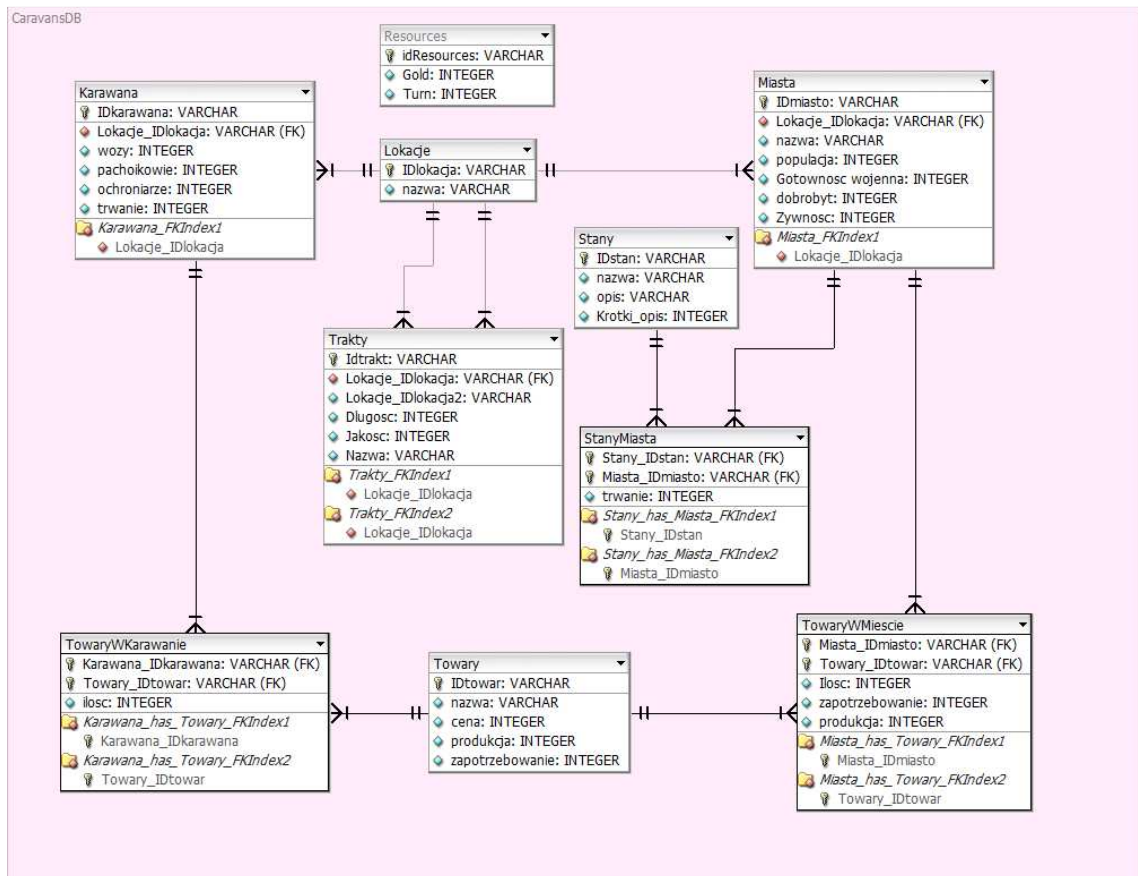 CaravansDB
Resources
idResources: VARCHAR
Gold: INTEGER
Turn: INTEGER
Karawana
IDkarawana: VARCHAR
Lokacje_IDlokacja: VARCHAR (FK)
wozy: INTEGER
pachoikowie: INTEGER
ochroniarze: INTEGER
trwanie: INTEGER
Karawana_FKIndex1
Lokacje_IDlokacja
Lokacje
IDlokacja: VARCHAR
nazwa: VARCHAR
Miasta
IDmiasto: VARCHAR
Lokacje_IDlokacja: VARCHAR (FK)
nazwa: VARCHAR
populacja: INTEGER
Gotownosc wojenna: INTEGER
dobrobyt: INTEGER
Zywnosc: INTEGER
Miasta_FKIndex1
Lokacje_IDlokacja
Stany
IDstan: VARCHAR
nazwa: VARCHAR
opis: VARCHAR
Krotki_opis: INTEGER
Trakty
Idtrakt: VARCHAR
Lokacje_IDlokacja: VARCHAR (FK)
Lokacje_IDlokacja2: VARCHAR
Dlugosc: INTEGER
Jakosc: INTEGER
Nazwa: VARCHAR
Trakty_FKIndex1
Lokacje_IDlokacja
Trakty_FKIndex2
Lokacje_IDlokacja
StanyMiasta
Stany_IDstan: VARCHAR (FK)
Miasta_IDmiasto: VARCHAR (FK)
trwanie: INTEGER
Stany_has_Miasta_FKIndex1
Stany_IDstan
Stany_has_Miasta_FKIndex2
Miasta_IDmiasto
TowaryWKarawanie
Karawana_IDkarawana: VARCHAR (FK)
Towary_IDtowar: VARCHAR (FK)
ilosc: INTEGER
Karawana_has_Towary_FKIndex1
Karawana_IDkarawana
Karawana_has_Towary_FKIndex2
Towary_IDtowar
Towary
IDtowar: VARCHAR
nazwa: VARCHAR
cena: INTEGER
produkcja: INTEGER
zapotrzebowanie: INTEGER
TowaryWMiescie
Miasta_IDmiasto: VARCHAR (FK)
Towary_IDtowar: VARCHAR (FK)
Ilosc: INTEGER
zapotrzebowanie: INTEGER
produkcja: INTEGER
Miasta_has_Towary_FKIndex1
Miasta_IDmiasto
Miasta_has_Towary_FKIndex2
Towary_IDtowar